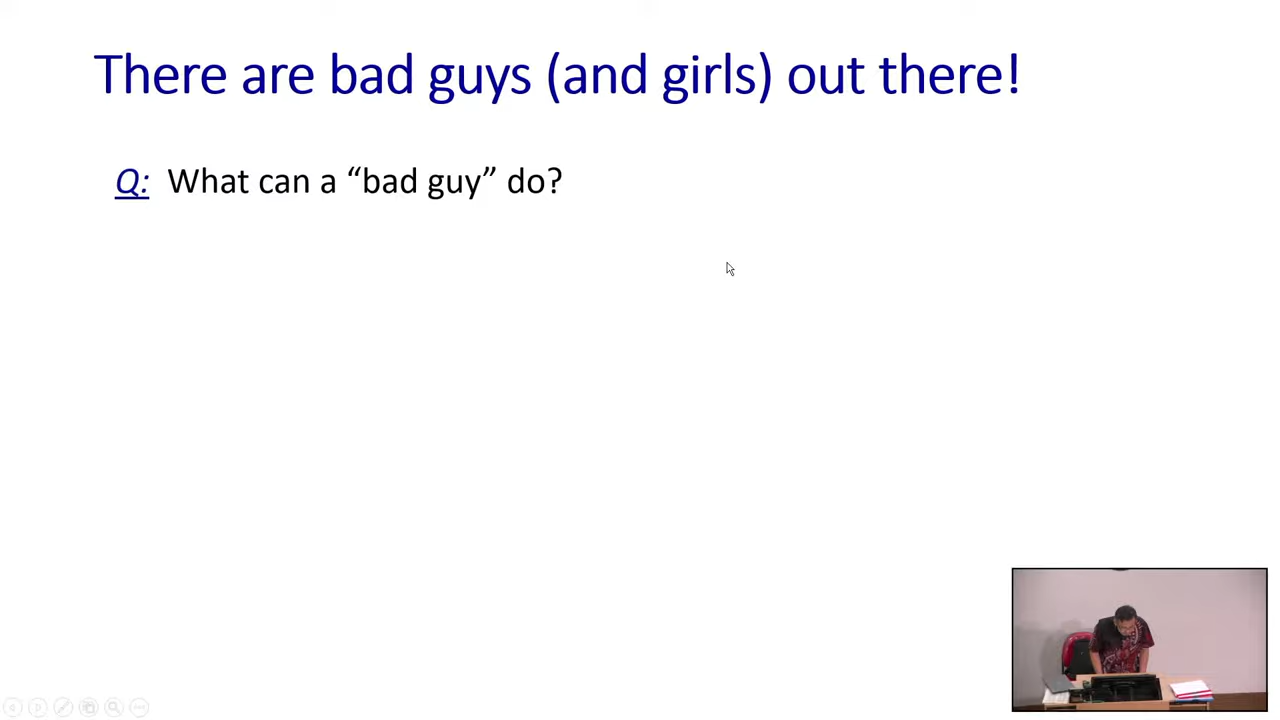 There are bad guys (and girls) out there!
Q: What can a “bad guy” do?